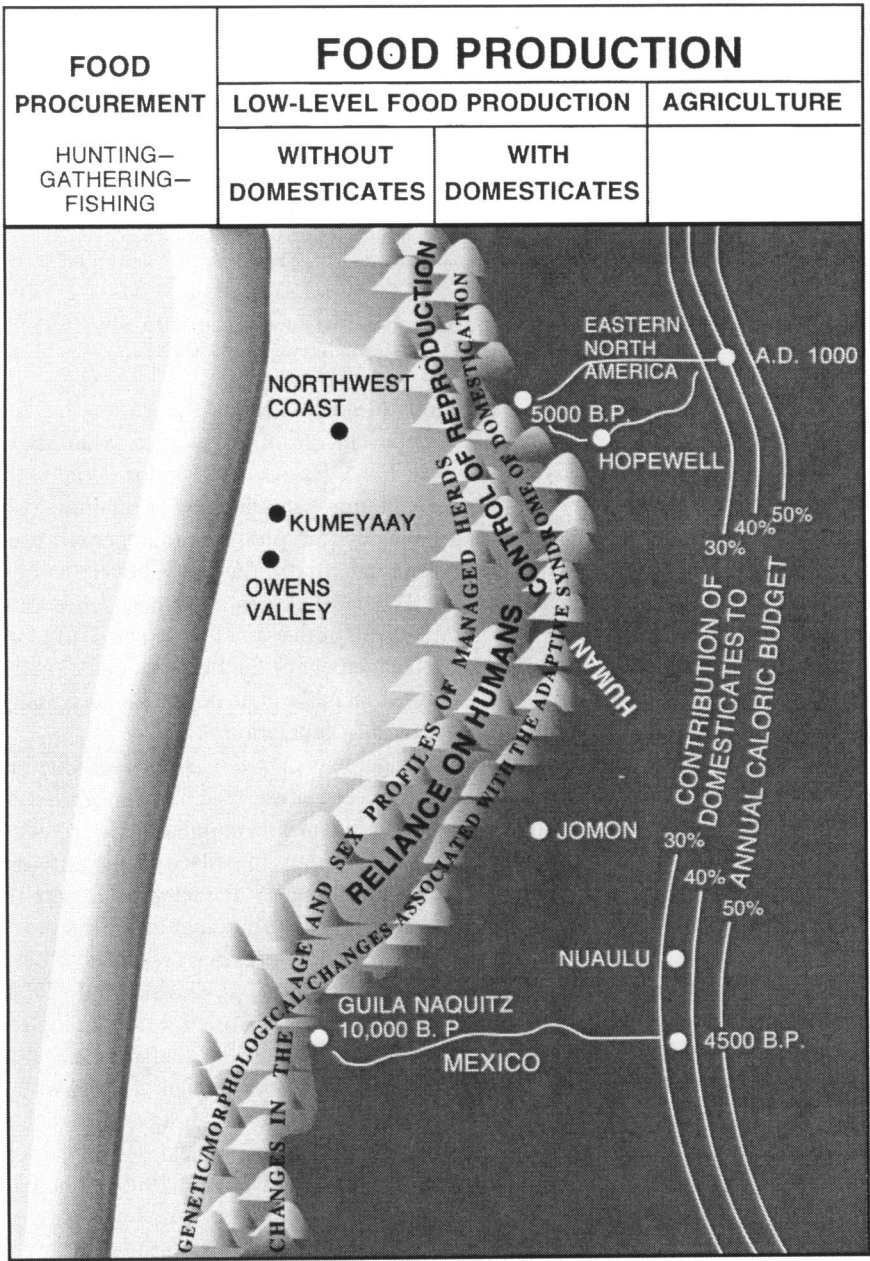 FOOD
PROCUREMENT
HUNTING–
GATHERING–
FISHING
FOOD PRODUCTION
LOW-LEVEL FOOD PRODUCTION
AGRICULTURE
WITHOUT
DOMESTICATES
WITH
DOMESTICATES
NORTHWEST
COAST
KUMEYAAY
OWENS
VALLEY
GENETIC/MORPHOLOGICAL CHANGES ASSOCIATED WITH THE ADAPTIVE SYNDROME OF DOMESTICATION
CHANGES IN THE AGE AND SEX PROFILES OF MANAGED HERDS
RELIANCE ON HUMANS
CONTROL OF REPRODUCTION
HUMAN
EASTERN
NORTH
AMERICA
A.D. 1000
5000 B.P.
HOPEWELL
30%
40%
50%
CONTRIBUTION OF
DOMESTICATES TO
ANNUAL CALORIC BUDGET
30%
40%
50%
JOMON
NUAULU
GUILA NAQUITZ
10,000 B. P
MEXICO
4500 B.P.